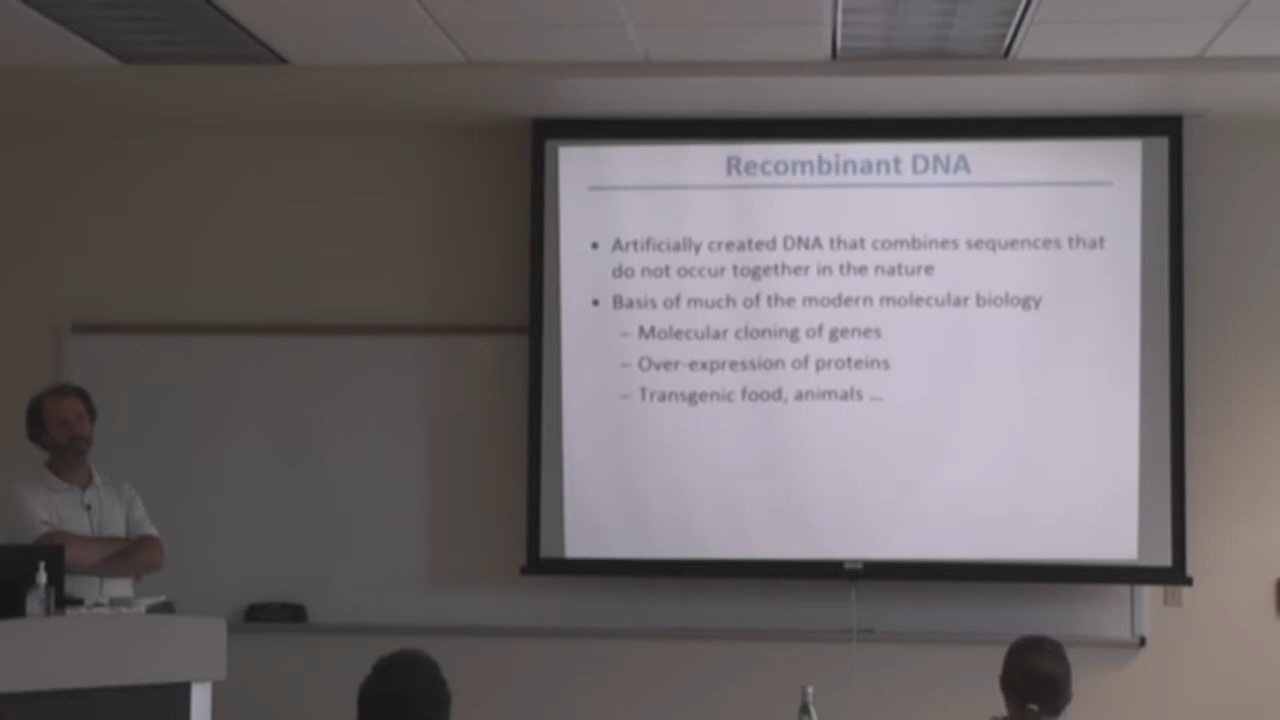 Recombinant DNA
• Artificially created DNA that combines sequences that
do not occur together in the nature
• Basis of much of the modern molecular biology
– Molecular cloning of genes
– Over-expression of proteins
– Transgenic food, animals ...